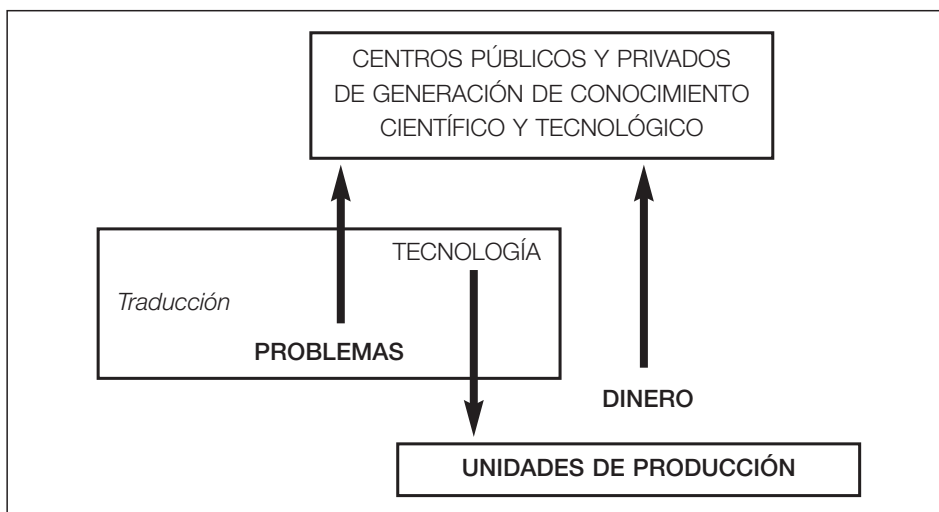 CENTROS PÚBLICOS Y PRIVADOS
DE GENERACIÓN DE CONOCIMIENTO
CIENTÍFICO Y TECNOLÓGICO
TECNOLOGÍA
Traducción
PROBLEMAS
DINERO
UNIDADES DE PRODUCCIÓN